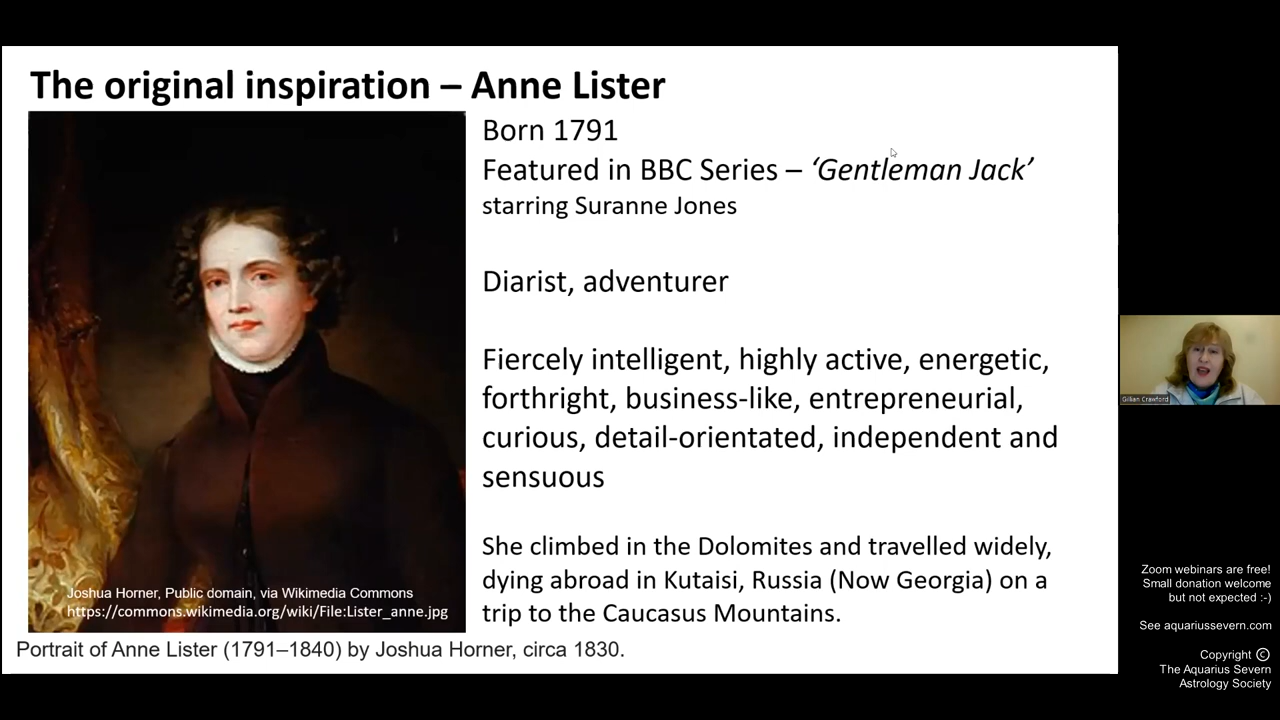 The original inspiration – Anne Lister
Born 1791
Featured in BBC Series – ‘Gentleman Jack’
starring Suranne Jones
Diarist, adventurer
Fiercely intelligent, highly active, energetic,
forthright, business-like, entrepreneurial,
curious, detail-orientated, independent and
sensuous
She climbed in the Dolomites and travelled widely,
dying abroad in Kutaisi, Russia (Now Georgia) on a
trip to the Caucasus Mountains.
Joshua Horner, Public domain, via Wikimedia Commons
https://commons.wikimedia.org/wiki/File:Lister_anne.jpg
Portrait of Anne Lister (1791–1840) by Joshua Horner, circa 1830.
Gillian Crawford
Zoom webinars are free!
Small donation welcome
but not expected :-)
See aquariussevern.com
Copyright ©
The Aquarius Severn
Astrology Society